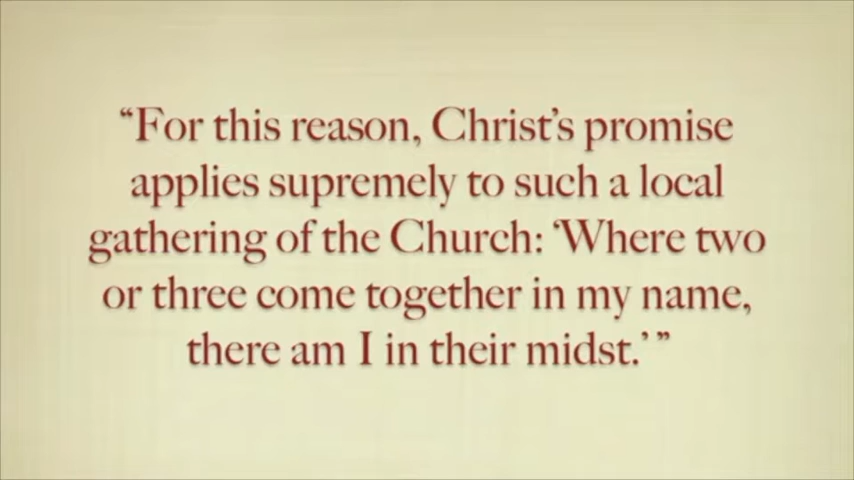 “For this reason, Christ’s promise
applies supremely to such a local
gathering of the Church: ‘Where two
or three come together in my name,
there am I in their midst.’ ”